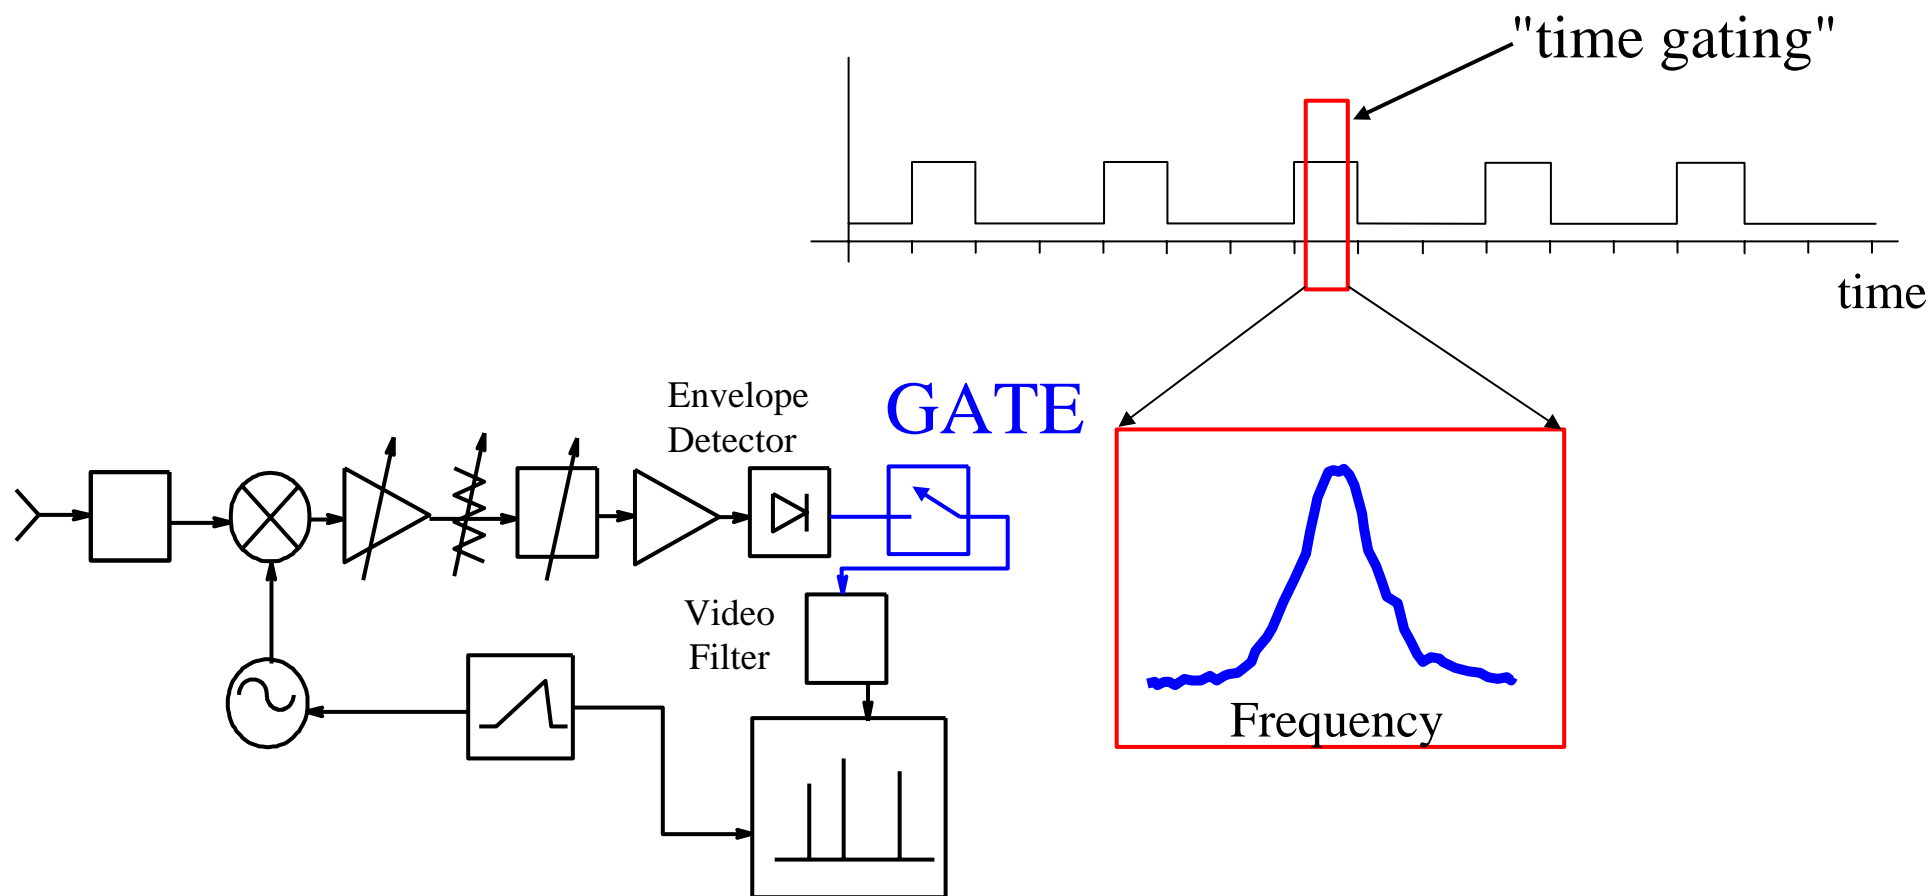 "time gating"
time
Envelope
Detector
GATE
Video
Filter
Frequency